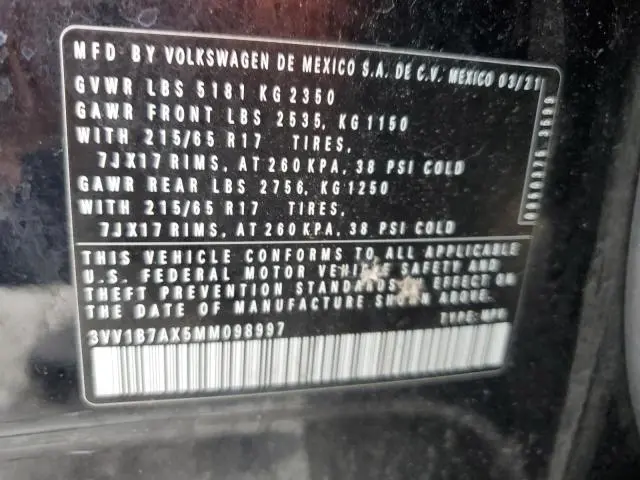 MFD BY VOLKSWAGEN DE MEXICO S.A. DE C.V. MEXICO 03/21
GVWR LBS 5181 KG 2350
GAWR FRONT LBS 2535, KG 1150
WITH 215/65 R17 TIRES,
7JX17 RIMS, AT 260 KPA, 38 PSI COLD
GAWR REAR LBS 2756, KG 1250
WITH 215/65 R17 TIRES,
7JX17 RIMS, AT 260 KPA, 38 PSI COLD
THIS VEHICLE CONFORMS TO ALL APPLICABLE
U.S. FEDERAL MOTOR VEHICLE SAFETY AND
THEFT PREVENTION STANDARDS IN EFFECT ON
THE DATE OF MANUFACTURE SHOWN ABOVE.
3VV1B7AX5MM098997 TYPE: MPV